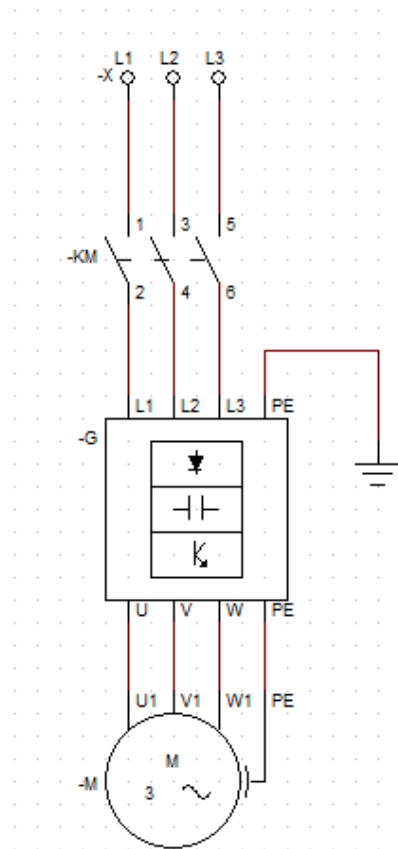 L1 L2 L3
-X
1 3 5
-KM
2 4 6
L1 L2 L3 PE
-G
U V W PE
U1 V1 W1 PE
M
-M 3